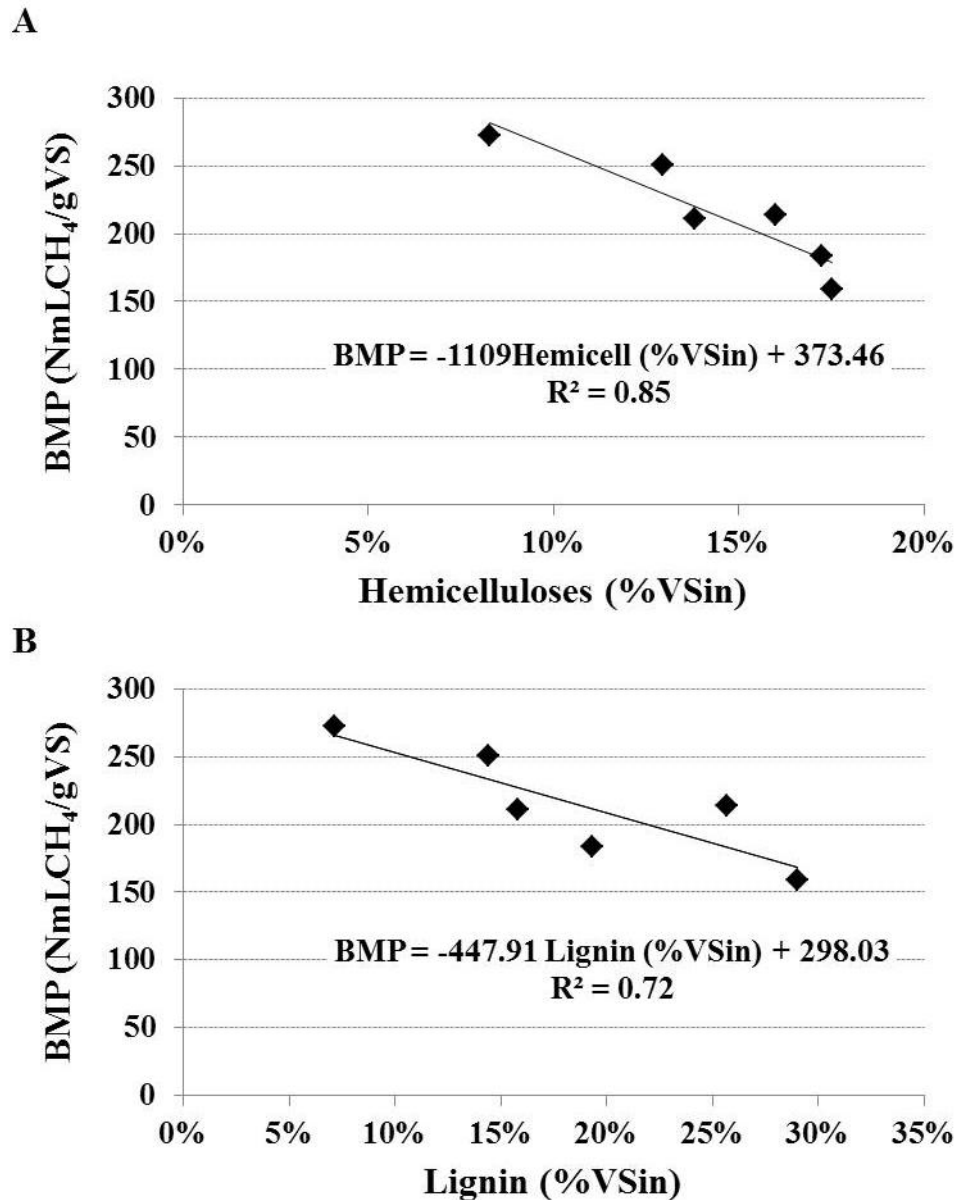 A
BMP (NmLCH₄/gVS)
300
250
200
150
100
50
0
BMP = -1109Hemicell (%VSin) + 373.46
R² = 0.85
0% 5% 10% 15% 20%
Hemicelluloses (%VSin)
B
BMP (NmLCH₄/gVS)
300
250
200
150
100
50
0
BMP = -447.91 Lignin (%VSin) + 298.03
R² = 0.72
0% 5% 10% 15% 20% 25% 30% 35%
Lignin (%VSin)